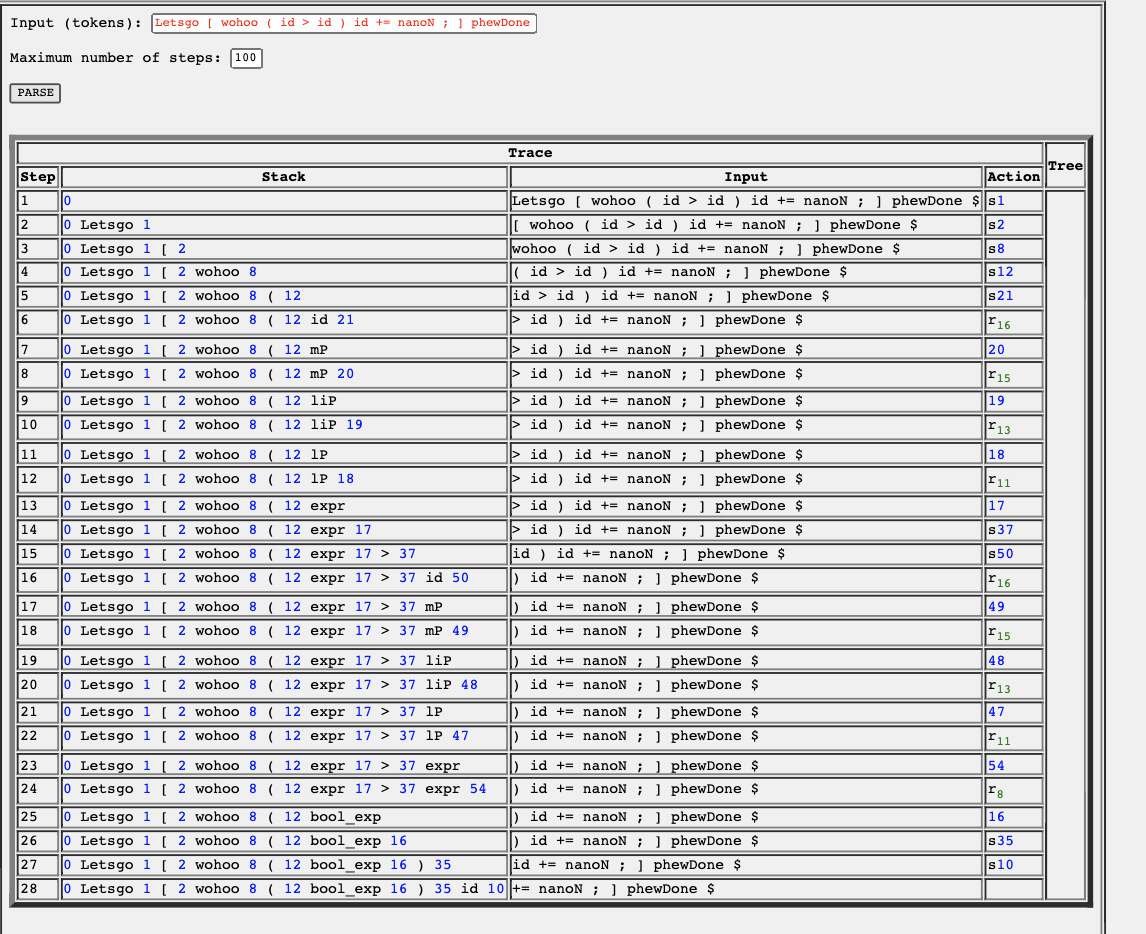 Input (tokens): Letsgo [ wohoo ( id > id ) id += nanoN ; ] phewDone
Maximum number of steps: 100
PARSE
Trace Tree
Step Stack Input Action
1 0 Letsgo [ wohoo ( id > id ) id += nanoN ; ] phewDone $ s1
2 0 Letsgo 1 [ wohoo ( id > id ) id += nanoN ; ] phewDone $ s2
3 0 Letsgo 1 [ 2 wohoo ( id > id ) id += nanoN ; ] phewDone $ s8
4 0 Letsgo 1 [ 2 wohoo 8 ( id > id ) id += nanoN ; ] phewDone $ s12
5 0 Letsgo 1 [ 2 wohoo 8 ( 12 id > id ) id += nanoN ; ] phewDone $ s21
6 0 Letsgo 1 [ 2 wohoo 8 ( 12 id 21 > id ) id += nanoN ; ] phewDone $ r16
7 0 Letsgo 1 [ 2 wohoo 8 ( 12 mP > id ) id += nanoN ; ] phewDone $ 20
8 0 Letsgo 1 [ 2 wohoo 8 ( 12 mP 20 > id ) id += nanoN ; ] phewDone $ r15
9 0 Letsgo 1 [ 2 wohoo 8 ( 12 liP > id ) id += nanoN ; ] phewDone $ 19
10 0 Letsgo 1 [ 2 wohoo 8 ( 12 liP 19 > id ) id += nanoN ; ] phewDone $ r13
11 0 Letsgo 1 [ 2 wohoo 8 ( 12 lP > id ) id += nanoN ; ] phewDone $ 18
12 0 Letsgo 1 [ 2 wohoo 8 ( 12 lP 18 > id ) id += nanoN ; ] phewDone $ r11
13 0 Letsgo 1 [ 2 wohoo 8 ( 12 expr > id ) id += nanoN ; ] phewDone $ 17
14 0 Letsgo 1 [ 2 wohoo 8 ( 12 expr 17 > id ) id += nanoN ; ] phewDone $ s37
15 0 Letsgo 1 [ 2 wohoo 8 ( 12 expr 17 > 37 id ) id += nanoN ; ] phewDone $ s50
16 0 Letsgo 1 [ 2 wohoo 8 ( 12 expr 17 > 37 id 50 ) id += nanoN ; ] phewDone $ r16
17 0 Letsgo 1 [ 2 wohoo 8 ( 12 expr 17 > 37 mP ) id += nanoN ; ] phewDone $ 49
18 0 Letsgo 1 [ 2 wohoo 8 ( 12 expr 17 > 37 mP 49 ) id += nanoN ; ] phewDone $ r15
19 0 Letsgo 1 [ 2 wohoo 8 ( 12 expr 17 > 37 liP ) id += nanoN ; ] phewDone $ 48
20 0 Letsgo 1 [ 2 wohoo 8 ( 12 expr 17 > 37 liP 48 ) id += nanoN ; ] phewDone $ r13
21 0 Letsgo 1 [ 2 wohoo 8 ( 12 expr 17 > 37 lP ) id += nanoN ; ] phewDone $ 47
22 0 Letsgo 1 [ 2 wohoo 8 ( 12 expr 17 > 37 lP 47 ) id += nanoN ; ] phewDone $ r11
23 0 Letsgo 1 [ 2 wohoo 8 ( 12 expr 17 > 37 expr ) id += nanoN ; ] phewDone $ 54
24 0 Letsgo 1 [ 2 wohoo 8 ( 12 expr 17 > 37 expr 54 ) id += nanoN ; ] phewDone $ r8
25 0 Letsgo 1 [ 2 wohoo 8 ( 12 bool_exp ) id += nanoN ; ] phewDone $ 16
26 0 Letsgo 1 [ 2 wohoo 8 ( 12 bool_exp 16 ) id += nanoN ; ] phewDone $ s35
27 0 Letsgo 1 [ 2 wohoo 8 ( 12 bool_exp 16 ) 35 id += nanoN ; ] phewDone $ s10
28 0 Letsgo 1 [ 2 wohoo 8 ( 12 bool_exp 16 ) 35 id 10 += nanoN ; ] phewDone $